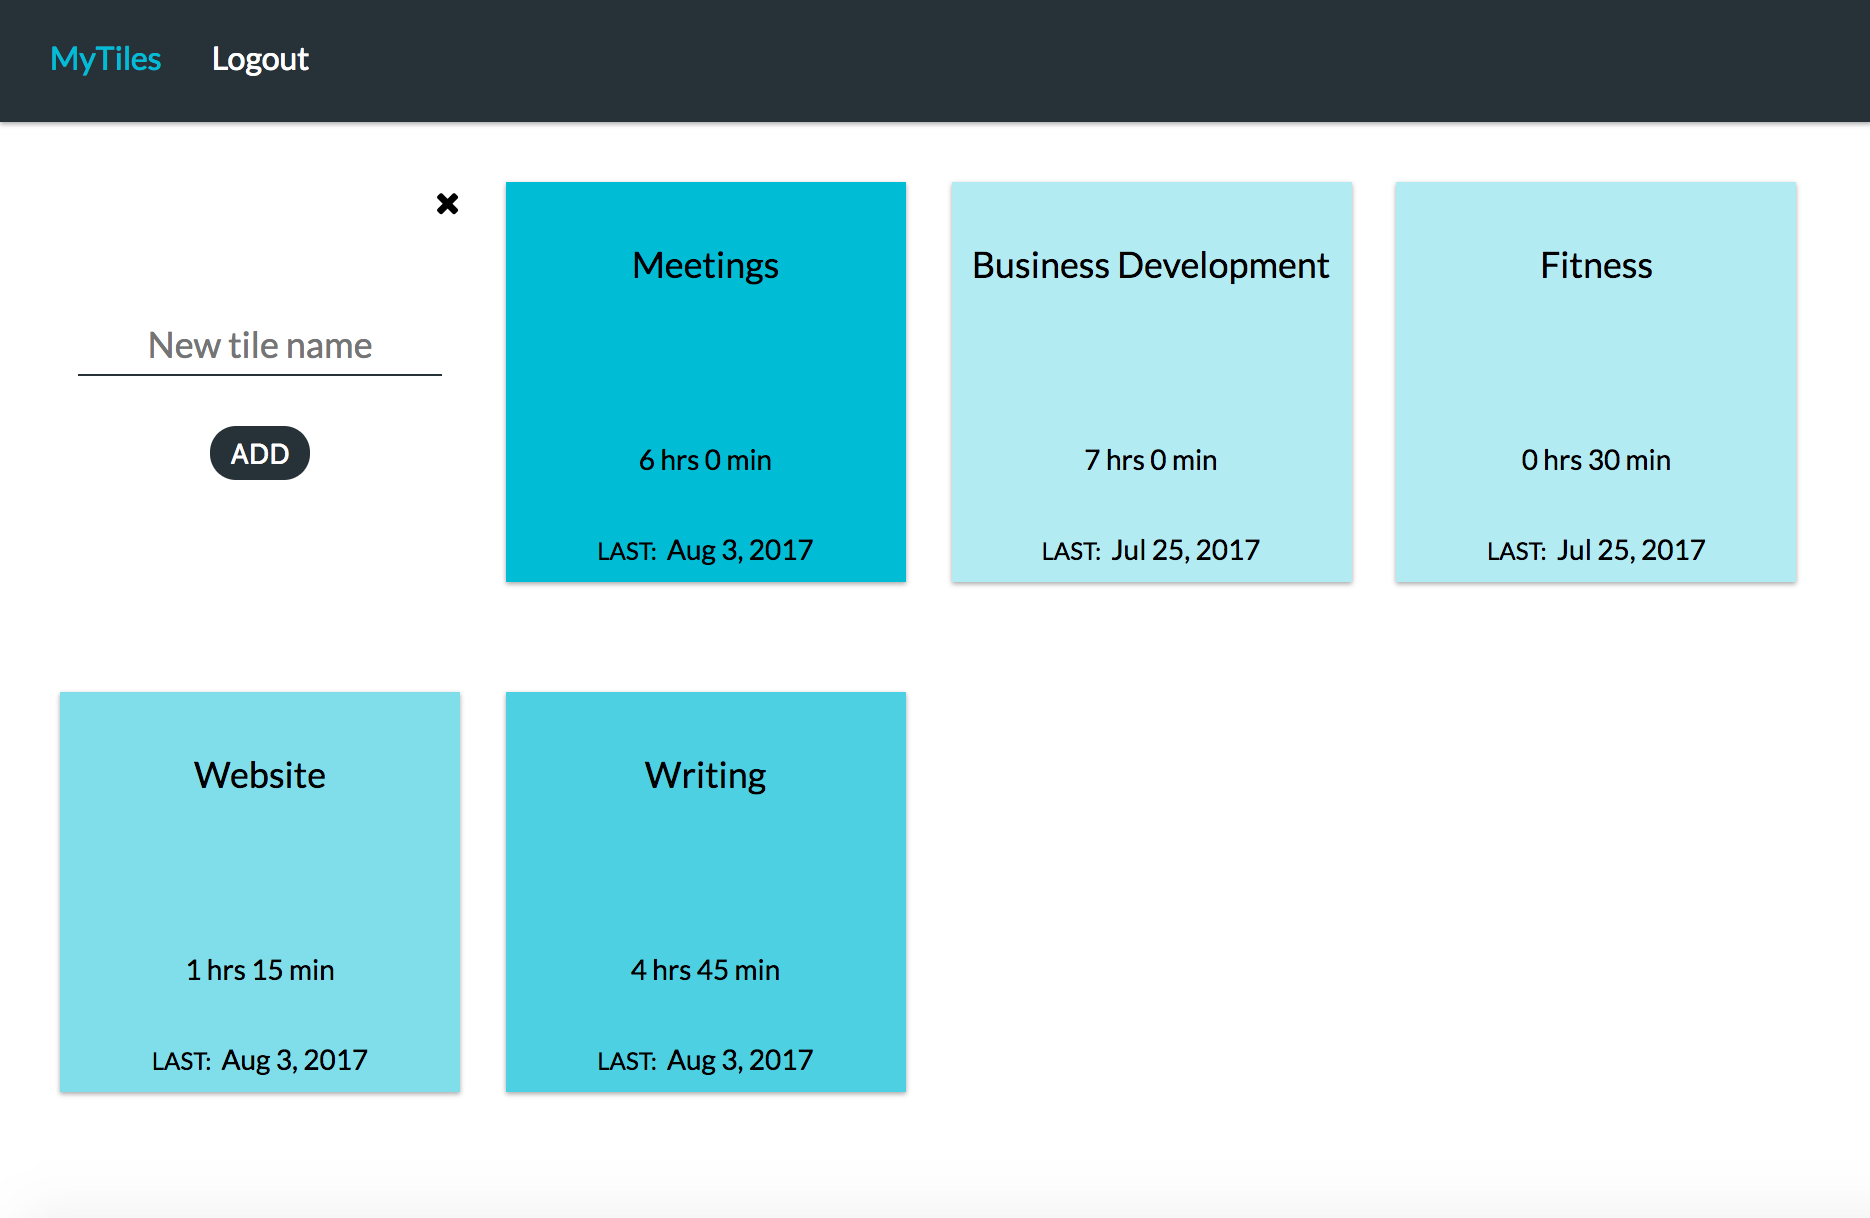 MyTiles Logout
New tile name
ADD
Meetings
6 hrs 0 min
LAST: Aug 3, 2017
Business Development
7 hrs 0 min
LAST: Jul 25, 2017
Fitness
0 hrs 30 min
LAST: Jul 25, 2017
Website
1 hrs 15 min
LAST: Aug 3, 2017
Writing
4 hrs 45 min
LAST: Aug 3, 2017